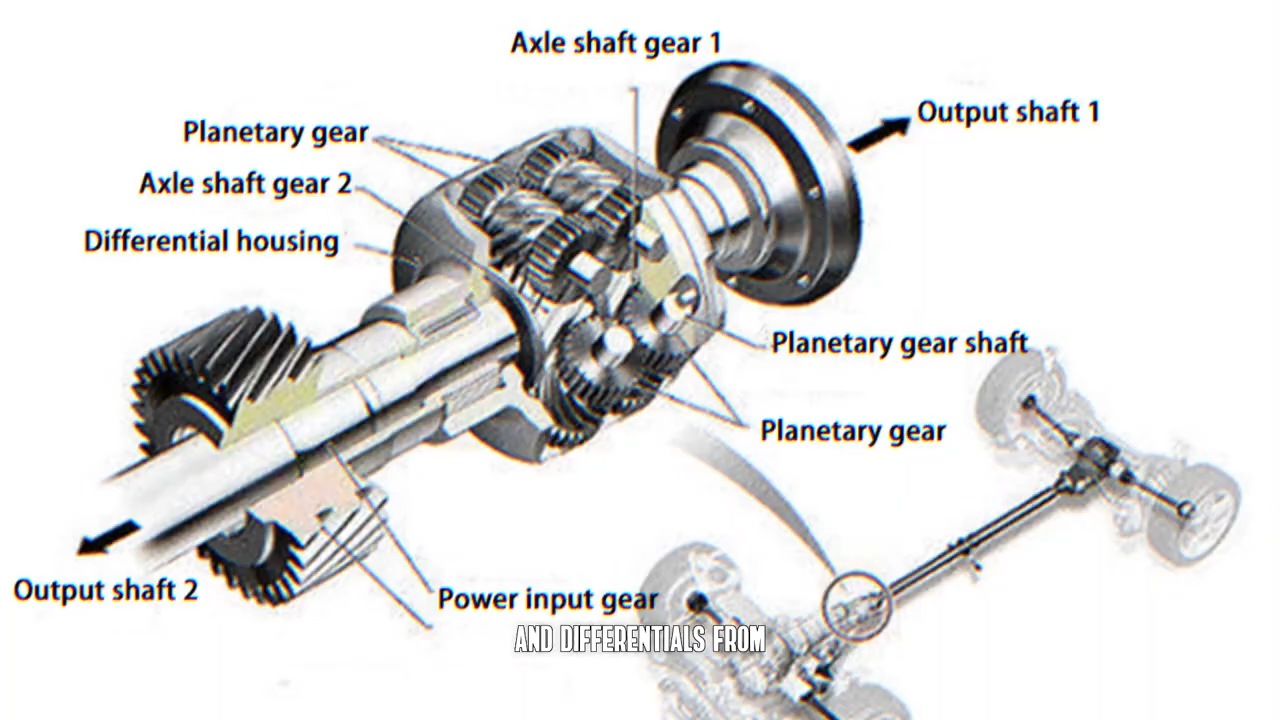 Axle shaft gear 1
Output shaft 1
Planetary gear
Axle shaft gear 2
Differential housing
Planetary gear shaft
Planetary gear
Output shaft 2
Power input gear
AND DIFFERENTIALS FROM